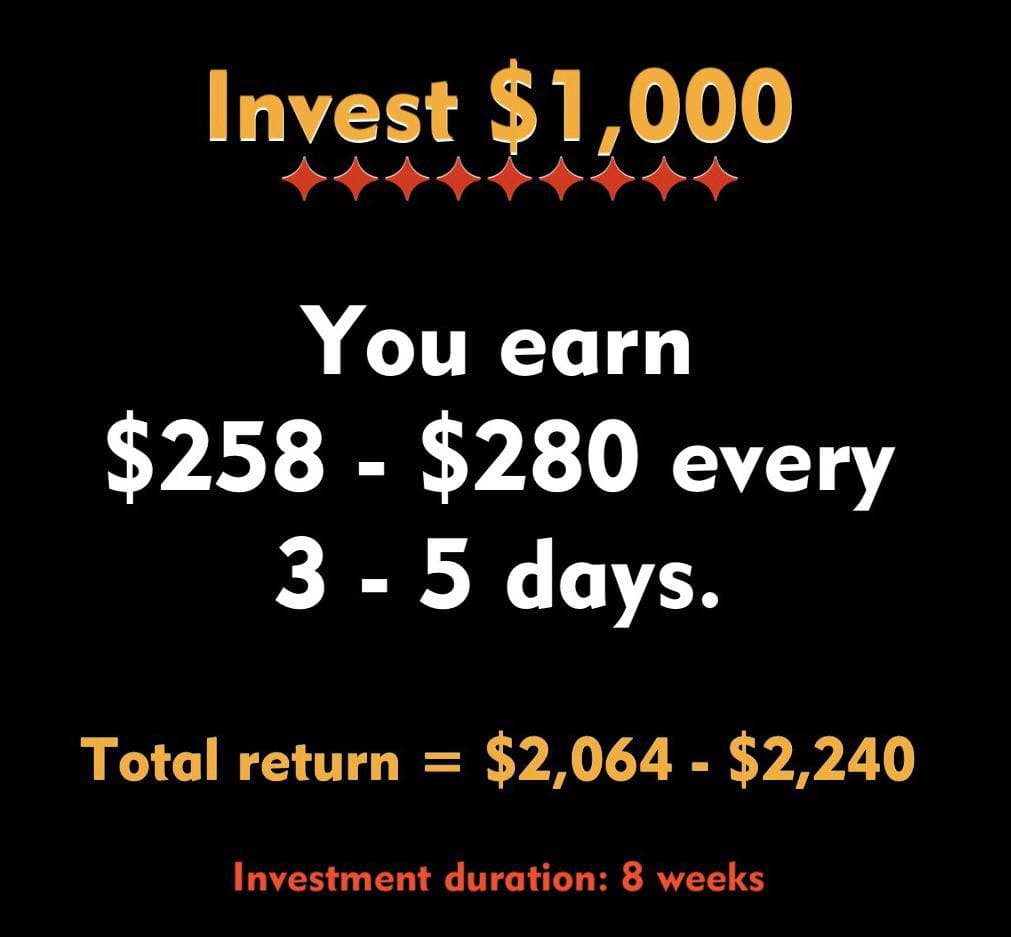 Invest $1,000
You earn
$258 - $280 every
3 - 5 days.
Total return = $2,064 - $2,240
Investment duration: 8 weeks